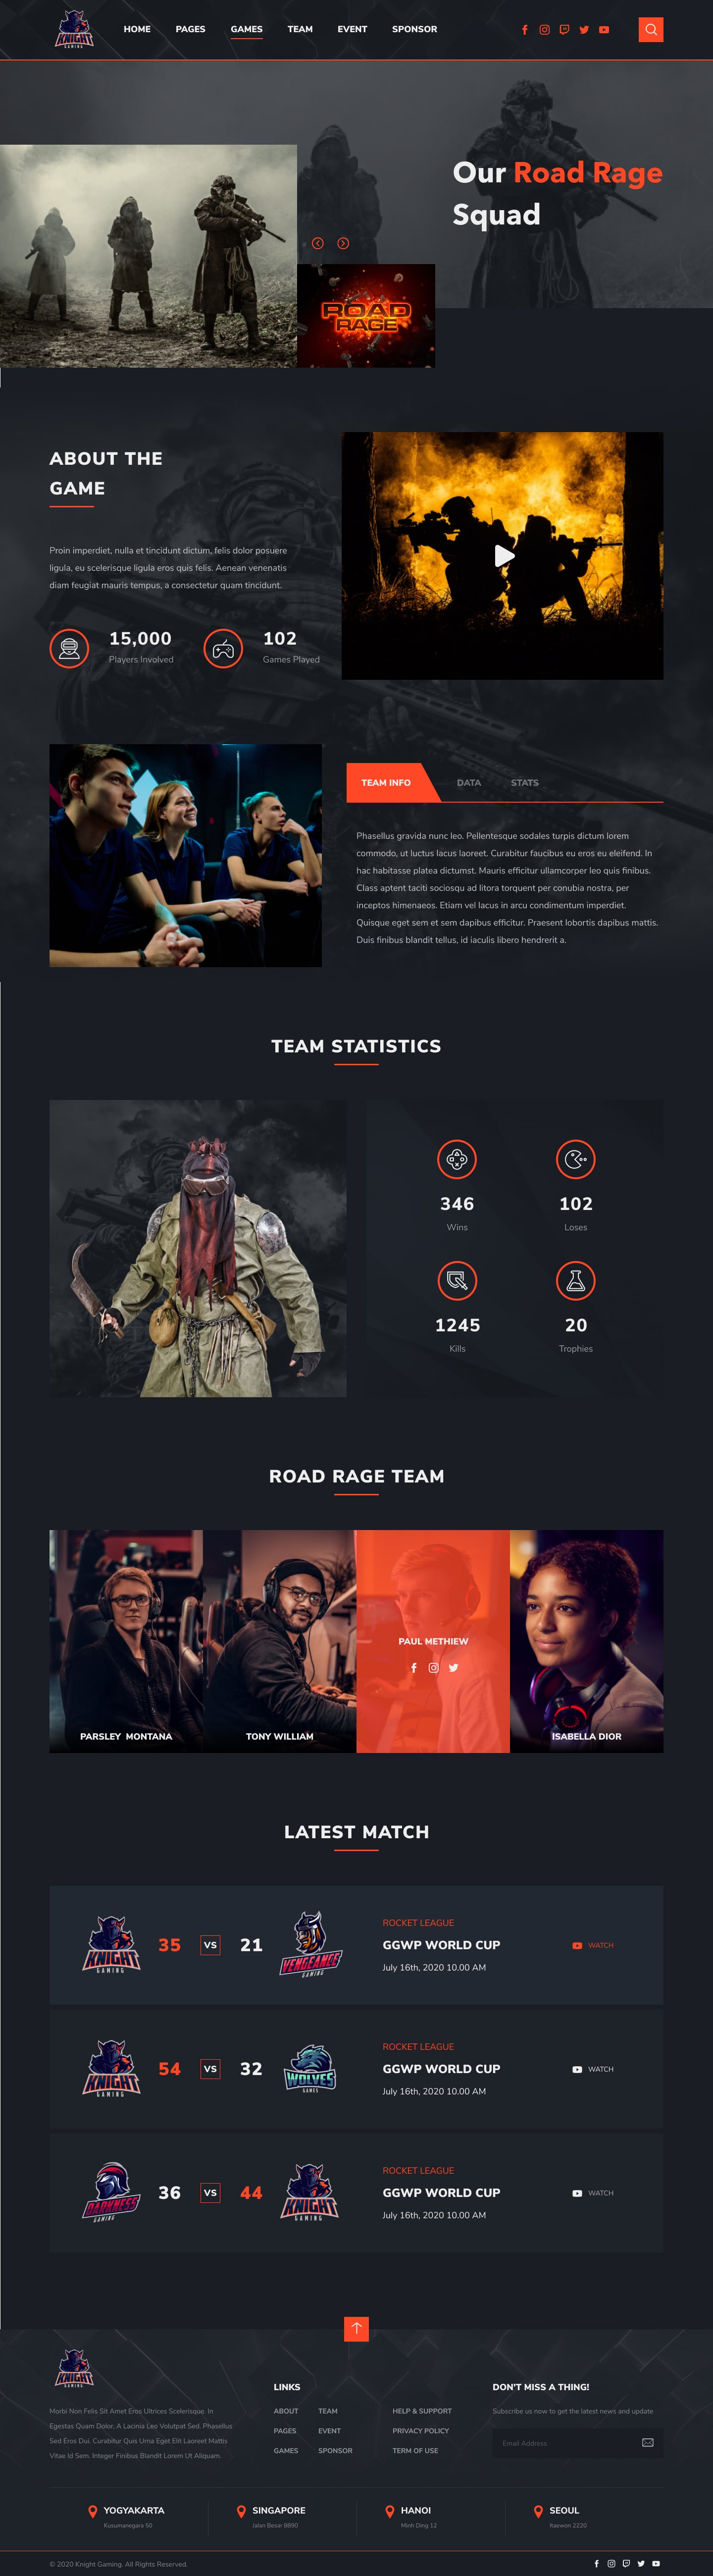 KNIGHT
GAMING
HOME
PAGES
GAMES
TEAM
EVENT
SPONSOR
Our Road Rage
Squad
ROAD
RAGE
ABOUT THE
GAME
Proin imperdiet, nulla et tincidunt dictum, felis dolor posuere
ligula, eu scelerisque ligula eros quis felis. Aenean venenatis
diam feugiat mauris tempus, a consectetur quam tincidunt.
15,000
Players Involved
102
Games Played
TEAM INFO
DATA
STATS
Phasellus gravida nunc leo. Pellentesque sodales turpis dictum lorem
commodo, ut luctus lacus laoreet. Curabitur faucibus eu eros eu eleifend. In
hac habitasse platea dictumst. Mauris efficitur ullamcorper leo quis finibus.
Class aptent taciti sociosqu ad litora torquent per conubia nostra, per
inceptos himenaeos. Etiam vel lacus in arcu condimentum imperdiet.
Quisque eget sem et sem dapibus efficitur. Praesent lobortis dapibus mattis.
Duis finibus blandit tellus, id iaculis libero hendrerit a.
TEAM STATISTICS
346
Wins
102
Loses
1245
Kills
20
Trophies
ROAD RAGE TEAM
PARSLEY MONTANA
TONY WILLIAM
PAUL METHIEW
ISABELLA DIOR
LATEST MATCH
KNIGHT
GAMING
35
VS
21
VENGEANCE
GAMING
ROCKET LEAGUE
GGWP WORLD CUP
July 16th, 2020 10.00 AM
WATCH
KNIGHT
GAMING
54
VS
32
WOLVES
GAMES
ROCKET LEAGUE
GGWP WORLD CUP
July 16th, 2020 10.00 AM
WATCH
DARKNESS
GAMING
36
VS
44
KNIGHT
GAMING
ROCKET LEAGUE
GGWP WORLD CUP
July 16th, 2020 10.00 AM
WATCH
KNIGHT
GAMING
Morbi Non Felis Sit Amet Eros Ultrices Scelerisque. In
Egestas Quam Dolor, A Lacinia Leo Volutpat Sed. Phasellus
Sed Eros Dui. Curabitur Quis Urna Eget Elit Laoreet Mattis
Vitae Id Sem. Integer Finibus Blandit Lorem Ut Aliquam.
LINKS
ABOUT
TEAM
HELP & SUPPORT
PAGES
EVENT
PRIVACY POLICY
GAMES
SPONSOR
TERM OF USE
DON'T MISS A THING!
Subscribe us now to get the latest news and update
Email Address
YOGYAKARTA
Kusumanegara 50
SINGAPORE
Jalan Besar 8890
HANOI
Minh Ding 12
SEOUL
Itaewon 2220
© 2020 Knight Gaming. All Rights Reserved.